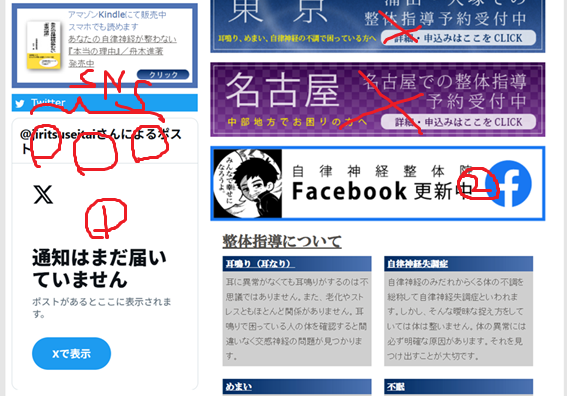 アマゾンKindleにて販売中
スマホでも読めます
あなたの自律神経が整わない
『本当の理由』／舟木進著
発売中
クリック
SNS
Twitter
@jiritsuseitaiさんによるポスト
1
通知はまだ届いていません
ポストがあるとここに表示されます。
Xで表示
東京
蒲田・大塚での
整体指導予約受付中
耳鳴り、めまい、自律神経の不調で困っている方へ
詳細・申込みはここを CLICK
名古屋
名古屋での整体指導
予約受付中
中部地方でお困りの方へ
詳細・申込みはここを CLICK
みんなで幸せになろうよ。
自律神経整体院
Facebook 更新中
2
整体指導について
耳鳴り（耳なり）
耳に異常がなくても耳鳴りがするのは不
思議ではありません。また、老化やスト
レスともほとんど関係がありません。耳
鳴りで困っている人の体を確認すると間
違いなく交感神経の問題が見つかりま
す。
自律神経失調症
自律神経のみだれからくる体の不調を
総称して自律神経失調症といわれま
す。しかし、そんな曖昧な捉え方をして
いては体は整いません。体の異常には
必ず明確な原因があります。それを見
つけ出すことが大切です。
めまい
不眠